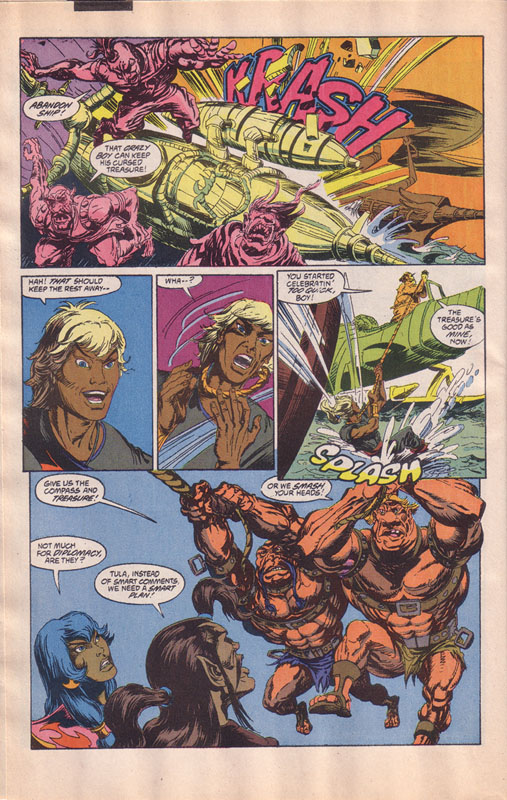 KRASH
ABANDON
SHIP!
THAT CRAZY
BOY CAN KEEP
HIS CURSED
TREASURE!
HAH! THAT SHOULD
KEEP THE REST AWAY--
WHA--?
YOU STARTED
CELEBRATIN'
TOO QUICK,
BOY!
THE
TREASURE'S
GOOD AS
MINE,
NOW!
SPLASH
GIVE US THE
COMPASS AND
TREASURE!
OR WE SMASH
YOUR HEADS!
NOT MUCH
FOR DIPLOMACY,
ARE THEY?
TULA, INSTEAD
OF SMART COMMENTS,
WE NEED A SMART
PLAN!